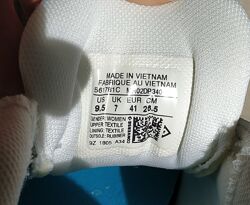 MADE IN VIETNAM
FABRIQUE AU VIETNAM
US UK EUR CM
9.5 7 41 26.5
GENDER: WOMEN
UPPER: TEXTILE
LINING: TEXTILE
OUTSOLE: RUBBER